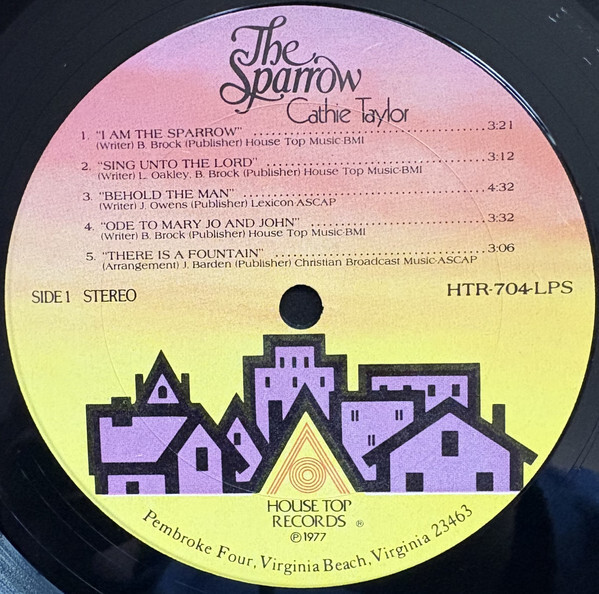 The
Sparrow
Cathie Taylor
1. "I AM THE SPARROW" ........................................ 3:21
(Writer) B. Brock (Publisher) House Top Music-BMI
2. "SING UNTO THE LORD" ........................................ 3:12
(Writer) L. Oakley, B. Brock (Publisher) House Top Music-BMI
3. "BEHOLD THE MAN" ........................................ 4:32
(Writer) J. Owens (Publisher) Lexicon-ASCAP
4. "ODE TO MARY JO AND JOHN" ................................ 3:32
(Writer) B. Brock (Publisher) House Top Music-BMI
5. "THERE IS A FOUNTAIN" ................................ 3:06
(Arrangement) J. Barden (Publisher) Christian Broadcast Music-ASCAP
SIDE 1 STEREO
HTR-704-LPS
HOUSE TOP
RECORDS ®
℗ 1977
Pembroke Four, Virginia Beach, Virginia 23463